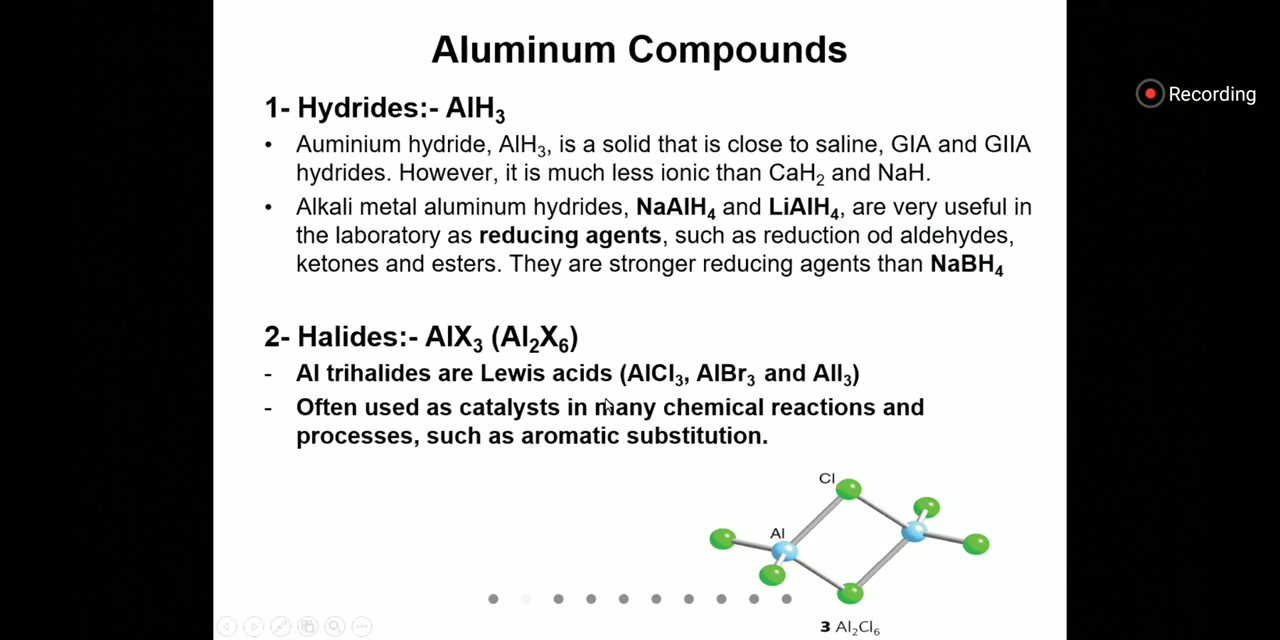 Aluminum Compounds
Recording
1- Hydrides:- AlH₃
• Auminium hydride, AlH₃, is a solid that is close to saline, GIA and GIIA
hydrides. However, it is much less ionic than CaH₂ and NaH.
• Alkali metal aluminum hydrides, NaAlH₄ and LiAlH₄, are very useful in
the laboratory as reducing agents, such as reduction od aldehydes,
ketones and esters. They are stronger reducing agents than NaBH₄
2- Halides:- AlX₃ (Al₂X₆)
- Al trihalides are Lewis acids (AlCl₃, AlBr₃ and AlI₃)
- Often used as catalysts in many chemical reactions and
processes, such as aromatic substitution.
Cl
Al
3 Al₂Cl₆